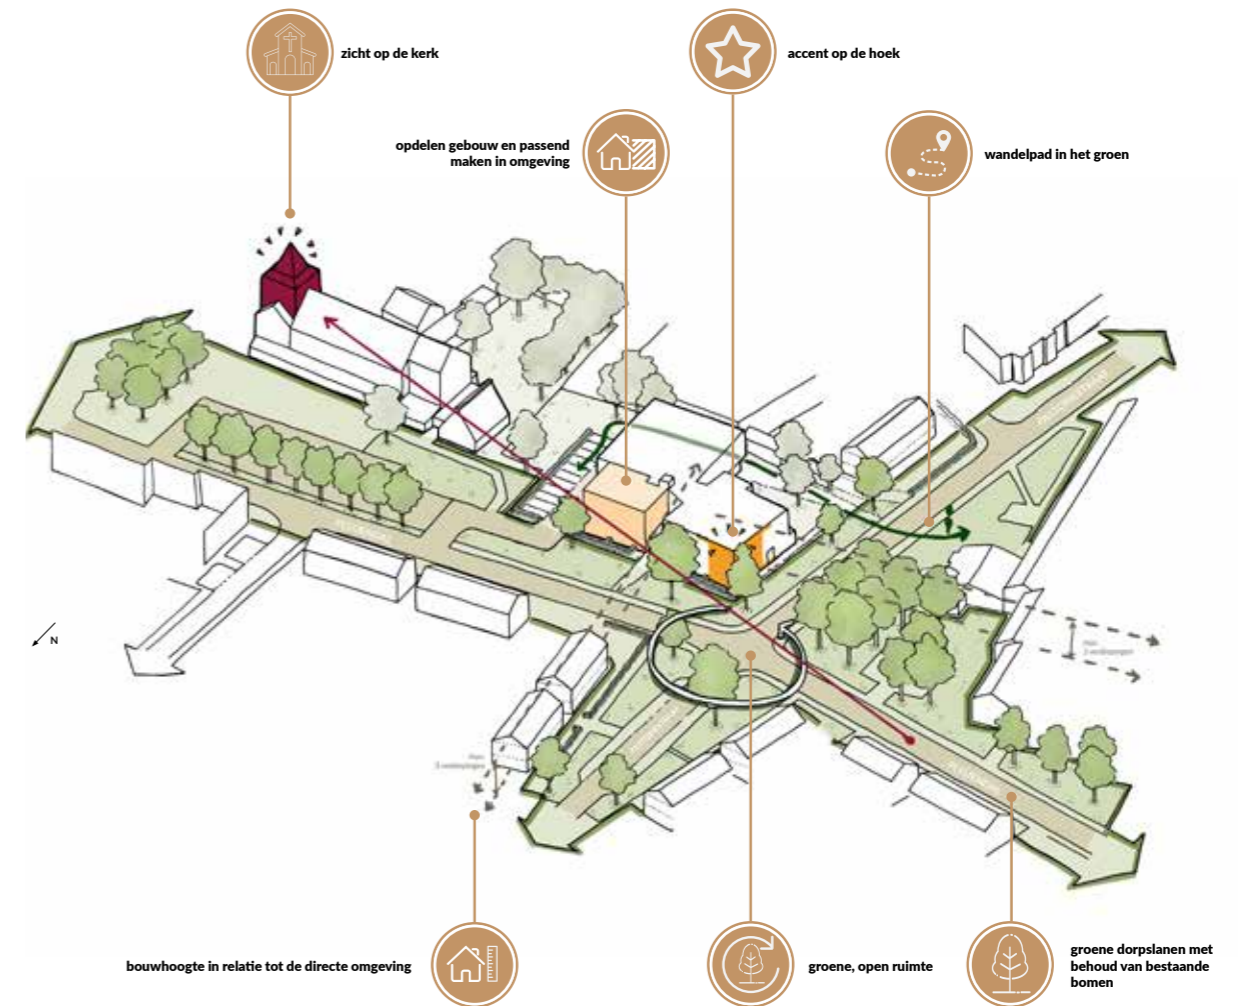 zicht op de kerk
accent op de hoek
opdelen gebouw en passend
maken in omgeving
wandelpad in het groen
N
bouwhoogte in relatie tot de directe omgeving
groene, open ruimte
groene dorpslanen met
behoud van bestaande
bomen